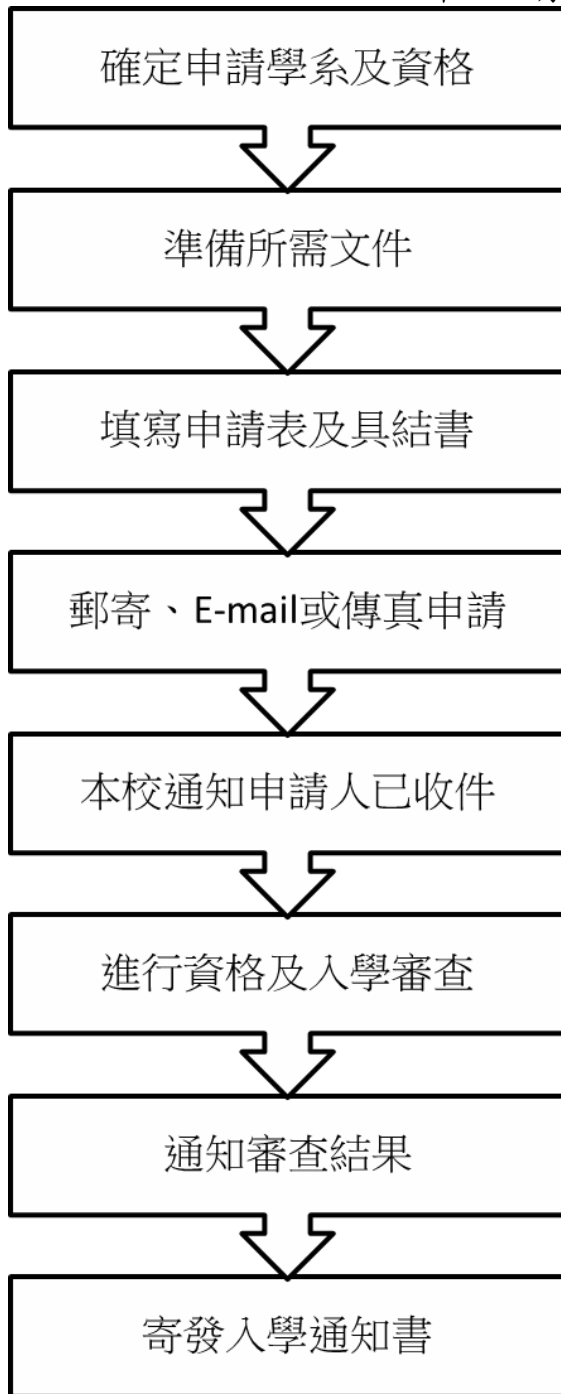 確定申請學系及資格
準備所需文件
填寫申請表及具結書
郵寄、E-mail或傳真申請
本校通知申請人已收件
進行資格及入學審查
通知審查結果
寄發入學通知書